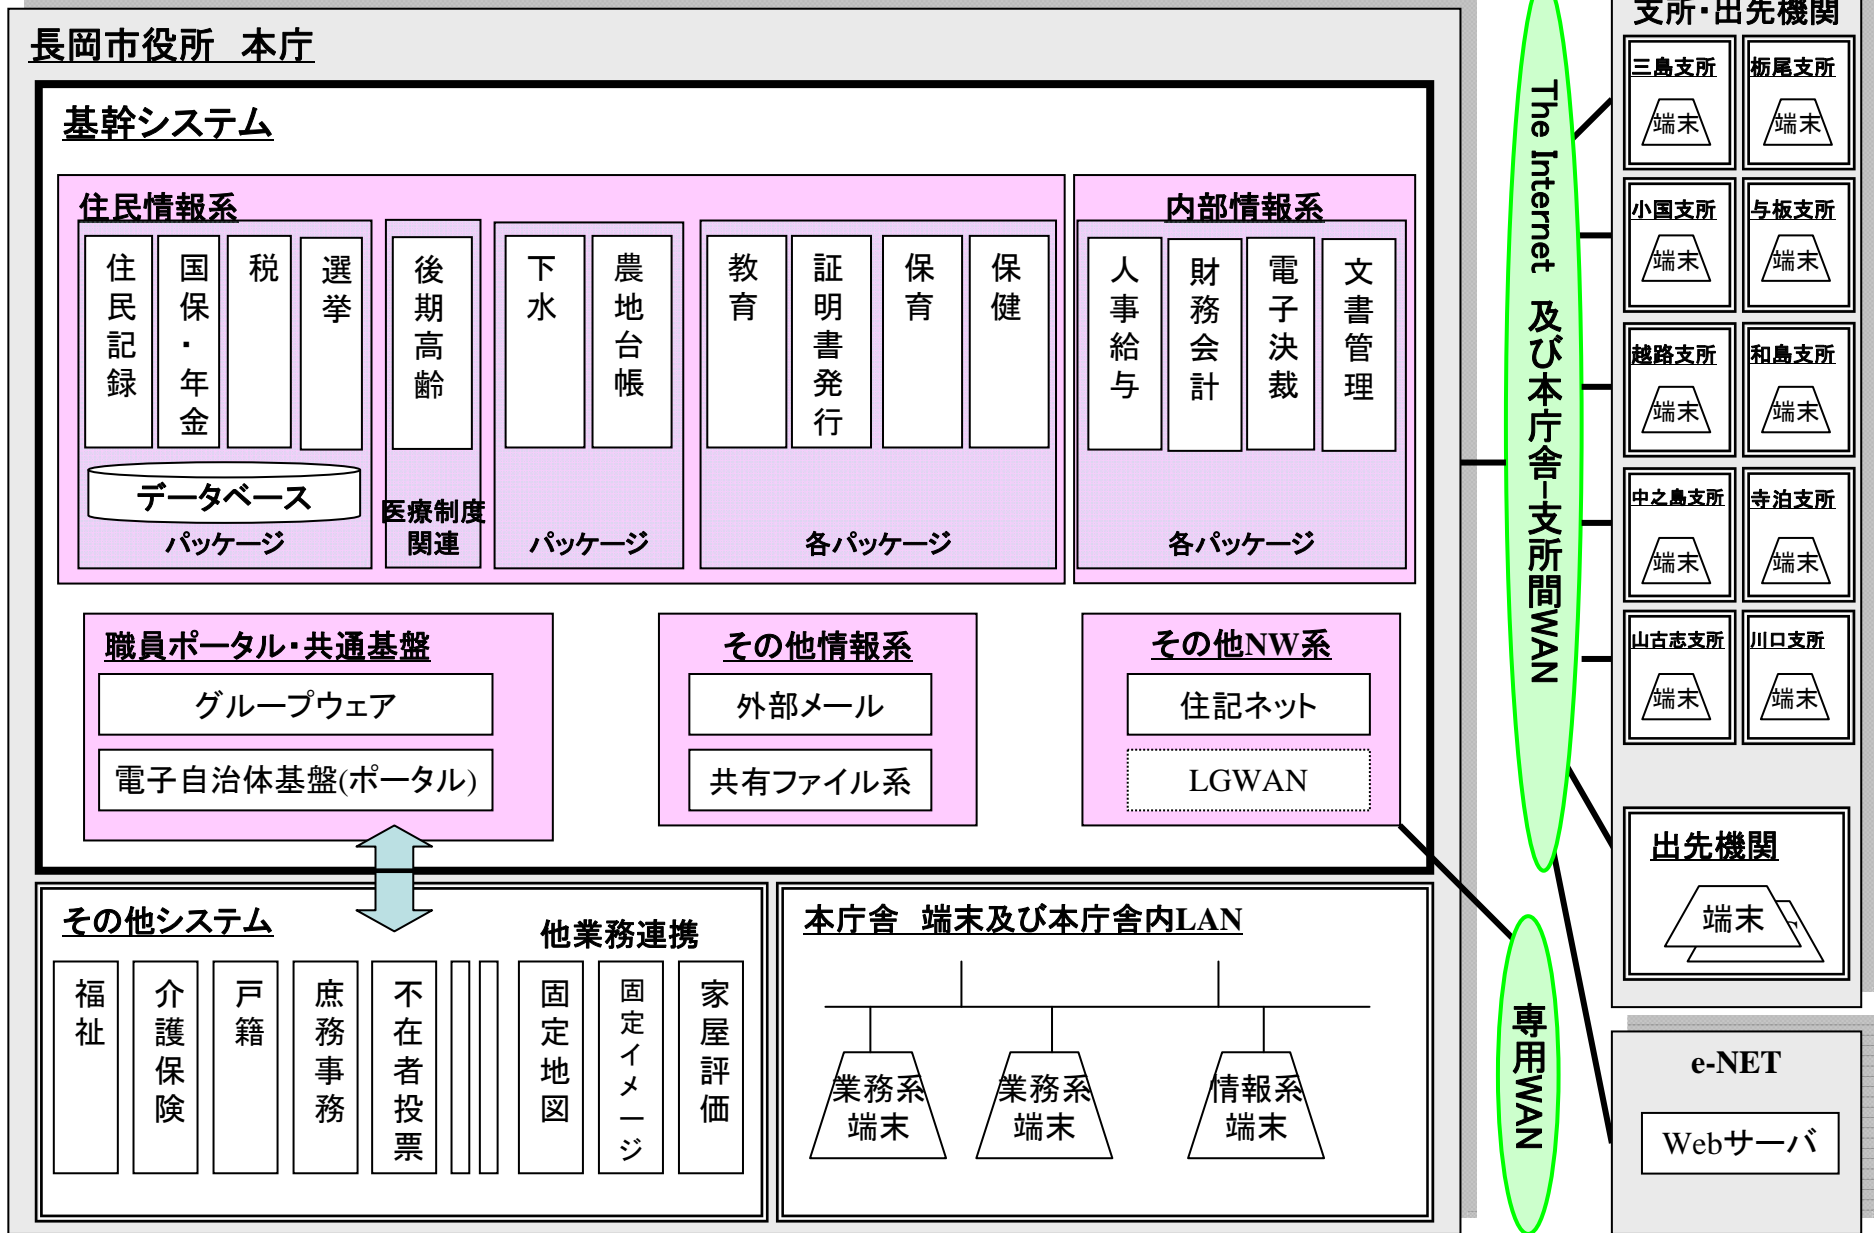 長岡市役所　本庁
基幹システム
住民情報系
住民記録
国保・年金
税
選挙
データベース
パッケージ
後期高齢
医療制度
関連
下水
農地台帳
パッケージ
教育
証明書発行
保育
保健
各パッケージ
内部情報系
人事給与
財務会計
電子決裁
文書管理
各パッケージ
職員ポータル・共通基盤
グループウェア
電子自治体基盤(ポータル)
その他情報系
外部メール
共有ファイル系
その他NW系
住記ネット
LGWAN
その他システム
他業務連携
福祉
介護保険
戸籍
庶務事務
不在者投票
固定地図
固定イメージ
家屋評価
本庁舎　端末及び本庁舎内LAN
業務系
端末
業務系
端末
情報系
端末
The Internet　及び本庁舎-支所間WAN
専用WAN
支所・出先機関
三島支所
端末
栃尾支所
端末
小国支所
端末
与板支所
端末
越路支所
端末
和島支所
端末
中之島支所
端末
寺泊支所
端末
山古志支所
端末
川口支所
端末
出先機関
端末
e-NET
Webサーバ